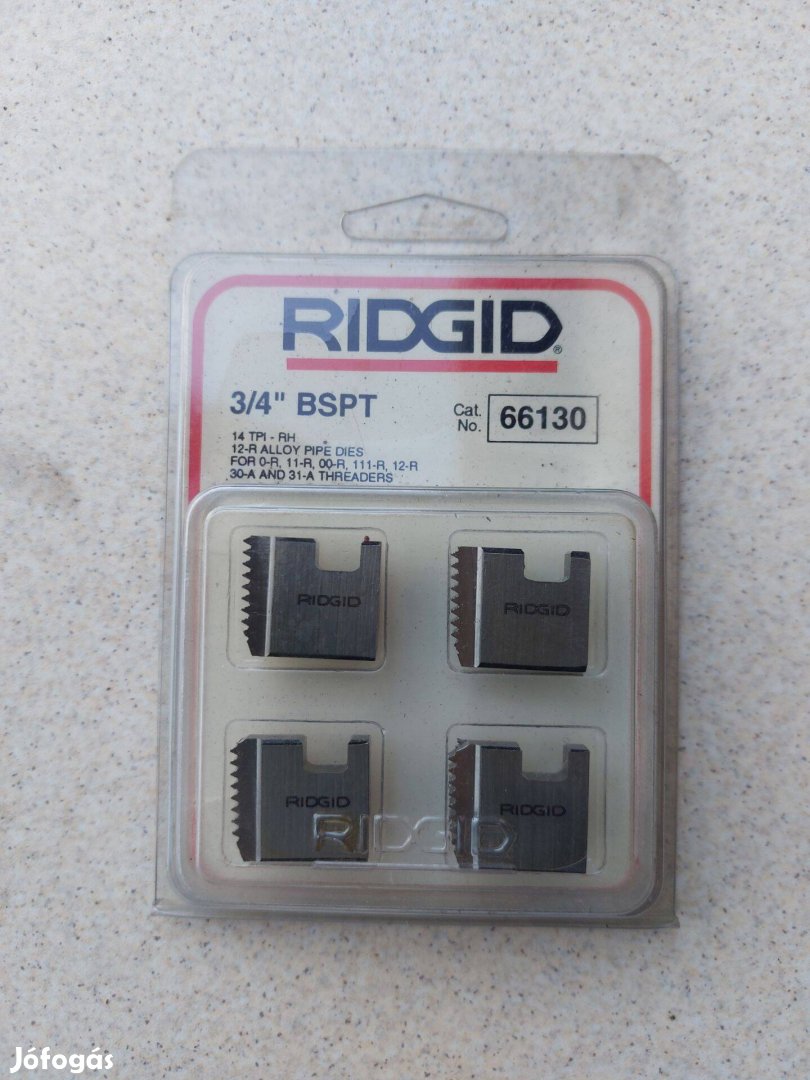 RIDGID®
3/4" BSPT
Cat. No. 66130
14 TPI - RH
12-R ALLOY PIPE DIES
FOR 0-R, 11-R, 00-R, 111-R, 12-R
30-A AND 31-A THREADERS
RIDGID
RIDGID
RIDGID
RIDGID
RIDGID
Jófogás